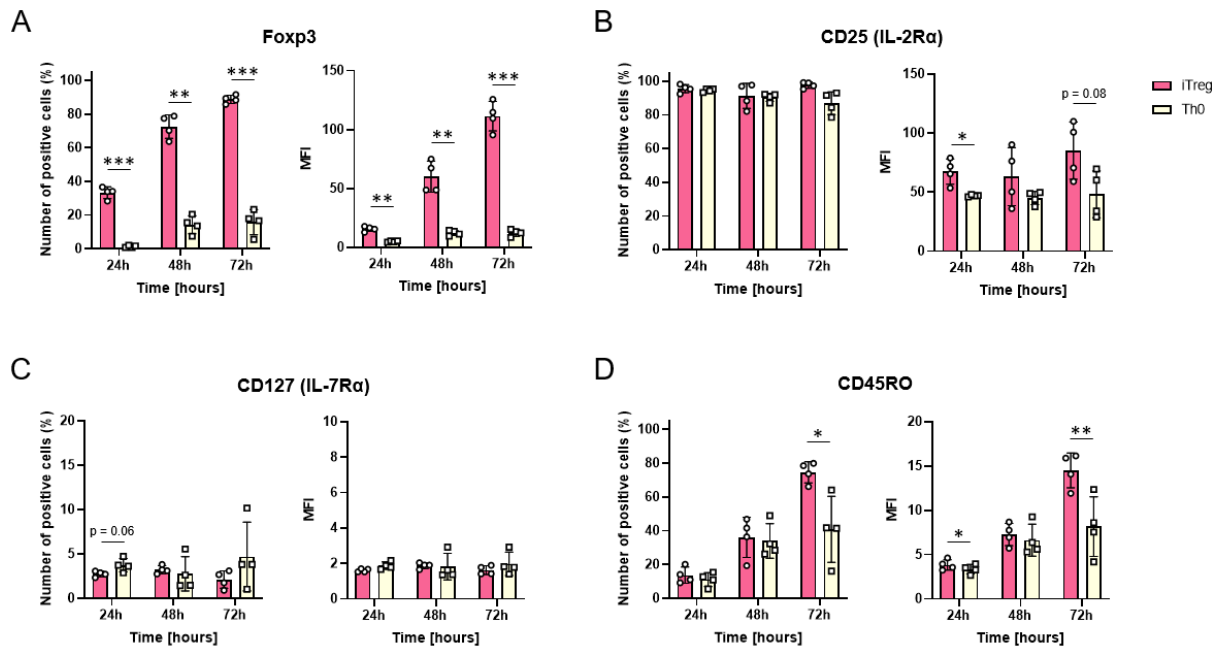 A
Foxp3
Number of positive cells (%)
100
80
60
40
20
0
***
**
***
24h
48h
72h
Time [hours]
MFI
150
100
50
0
**
**
***
24h
48h
72h
Time [hours]
B
CD25 (IL-2Rα)
Number of positive cells (%)
100
80
60
40
20
0
24h
48h
72h
Time [hours]
MFI
150
100
50
0
*
p = 0.08
24h
48h
72h
Time [hours]
iTreg
Th0
C
CD127 (IL-7Rα)
Number of positive cells (%)
20
15
10
5
0
p = 0.06
24h
48h
72h
Time [hours]
MFI
10
8
6
4
2
0
24h
48h
72h
Time [hours]
D
CD45RO
Number of positive cells (%)
100
80
60
40
20
0
*
24h
48h
72h
Time [hours]
MFI
20
15
10
5
0
*
**
24h
48h
72h
Time [hours]